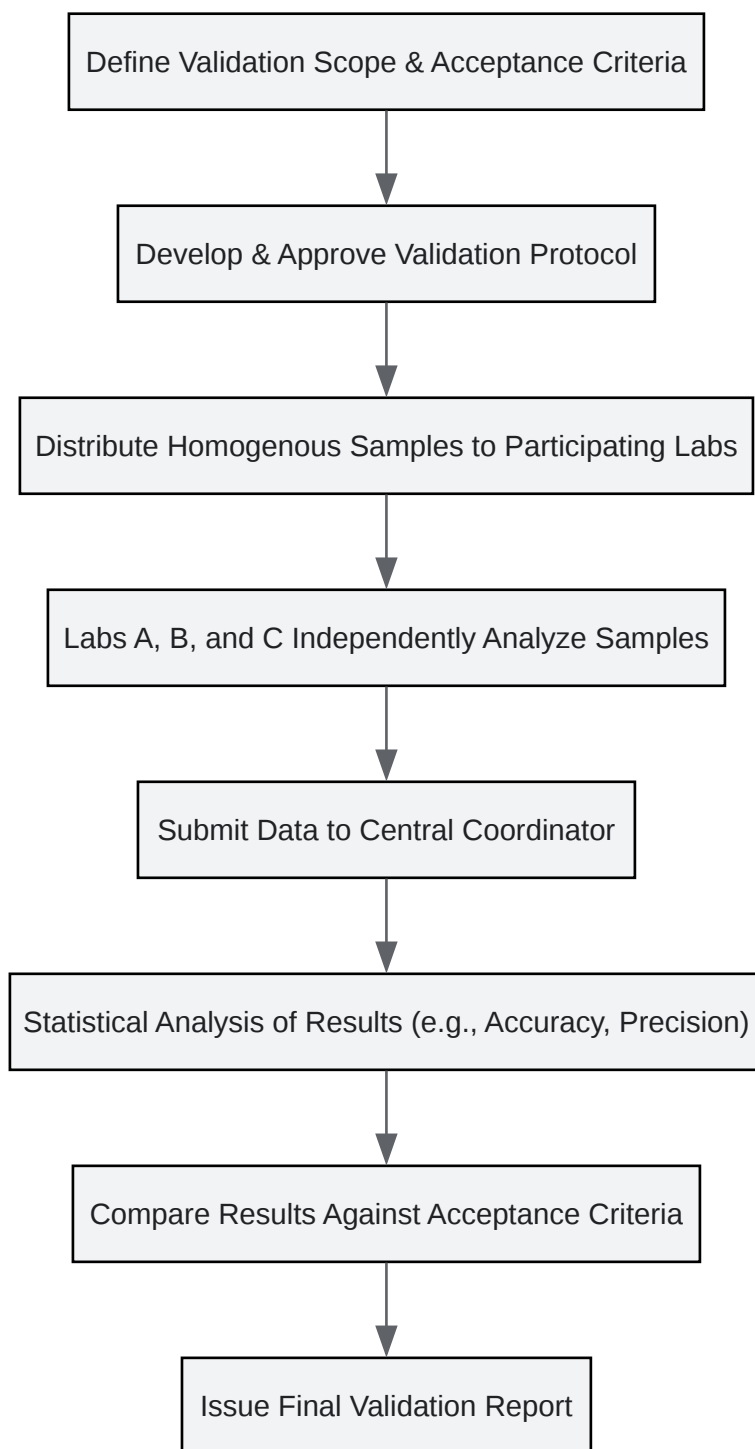 Define Validation Scope & Acceptance Criteria
Develop & Approve Validation Protocol
Distribute Homogenous Samples to Participating Labs
Labs A, B, and C Independently Analyze Samples
Submit Data to Central Coordinator
Statistical Analysis of Results (e.g., Accuracy, Precision)
Compare Results Against Acceptance Criteria
Issue Final Validation Report